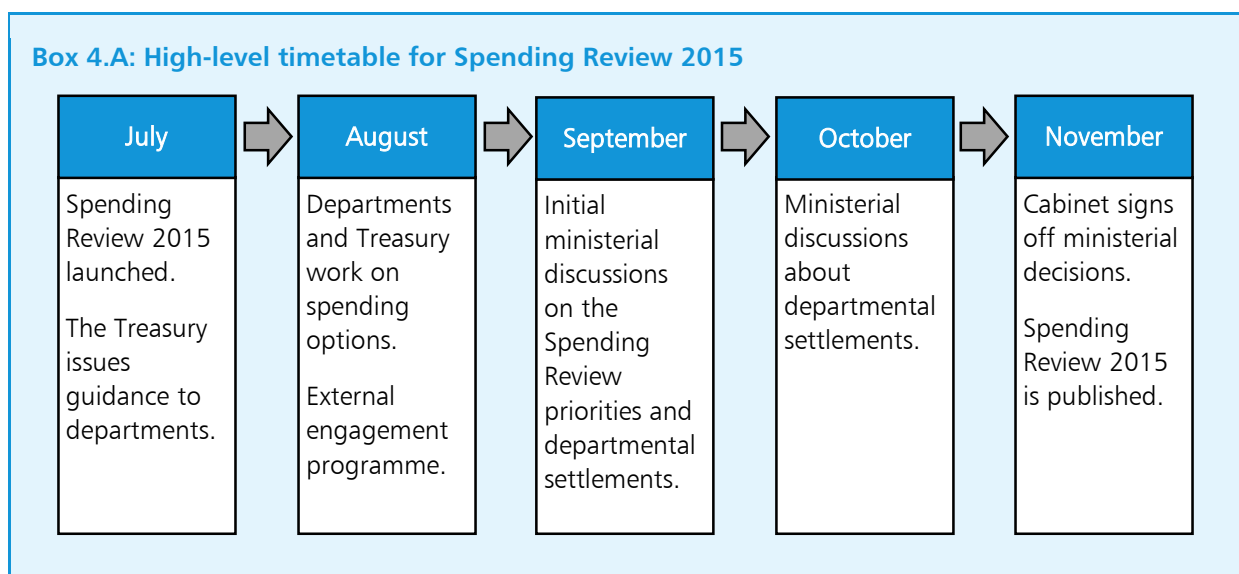 Box 4.A: High-level timetable for Spending Review 2015
July
Spending
Review 2015
launched.
The Treasury
issues
guidance to
departments.
August
Departments
and Treasury
work on
spending
options.
External
engagement
programme.
September
Initial
ministerial
discussions
on the
Spending
Review
priorities and
departmental
settlements.
October
Ministerial
discussions
about
departmental
settlements.
November
Cabinet signs
off ministerial
decisions.
Spending
Review 2015
is published.